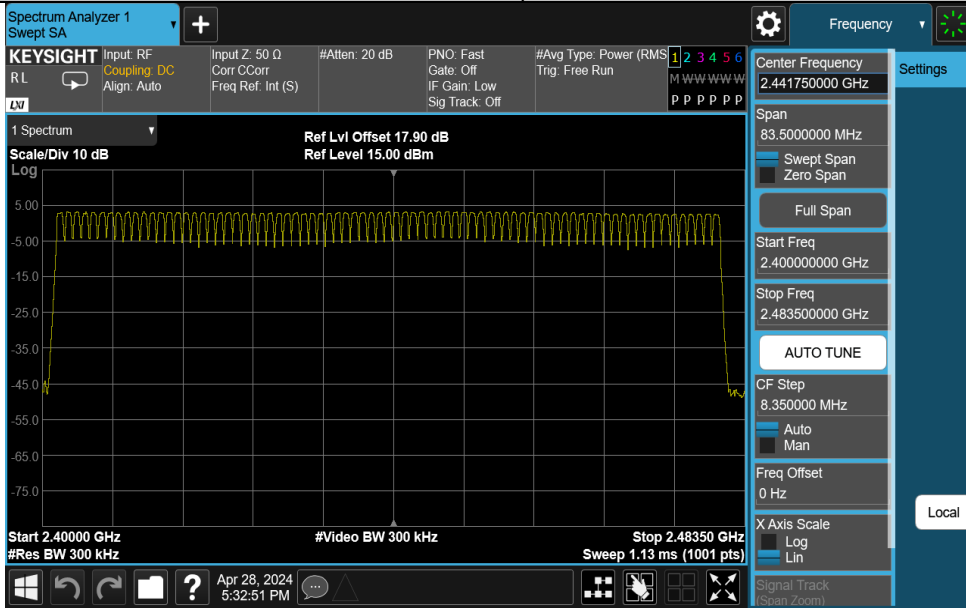 Spectrum Analyzer 1
Swept SA
+
Frequency
KEYSIGHT
RL
LXI
Input: RF
Coupling: DC
Align: Auto
Input Z: 50 Ω
Corr CCorr
Freq Ref: Int (S)
#Atten: 20 dB
PNO: Fast
Gate: Off
IF Gain: Low
Sig Track: Off
#Avg Type: Power (RMS
Trig: Free Run
1 2 3 4 5 6
M W W W W W
P P P P P P
1 Spectrum
Scale/Div 10 dB
Log
Ref Lvl Offset 17.90 dB
Ref Level 15.00 dBm
5.00
-5.00
-15.0
-25.0
-35.0
-45.0
-55.0
-65.0
-75.0
Start 2.40000 GHz
#Res BW 300 kHz
#Video BW 300 kHz
Stop 2.48350 GHz
Sweep 1.13 ms (1001 pts)
Center Frequency
2.441750000 GHz
Span
83.5000000 MHz
Swept Span
Zero Span
Full Span
Start Freq
2.400000000 GHz
Stop Freq
2.483500000 GHz
AUTO TUNE
CF Step
8.350000 MHz
Auto
Man
Freq Offset
0 Hz
X Axis Scale
Log
Lin
Signal Track
(Span Zoom)
Settings
Local
?
Apr 28, 2024
5:32:51 PM